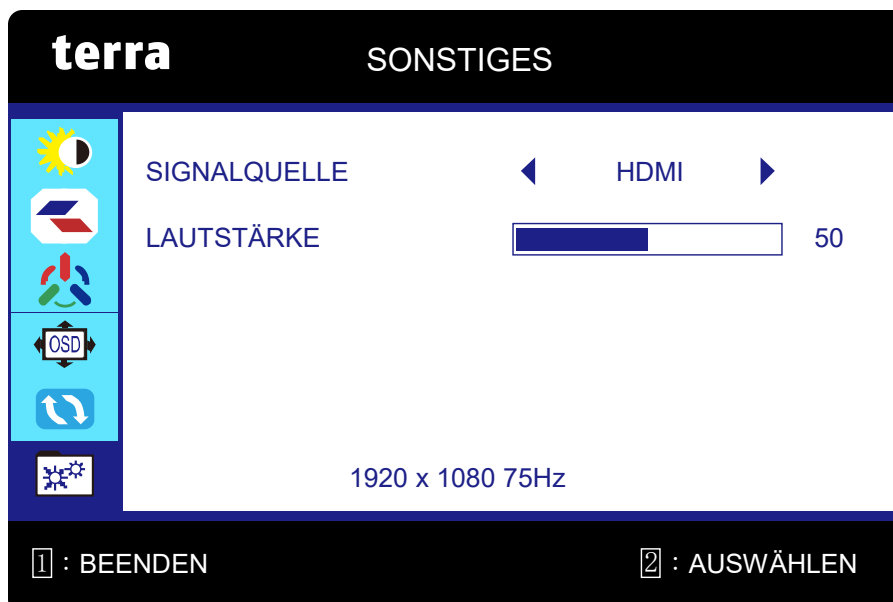 terra
SONSTIGES
SIGNALQUELLE HDMI
LAUTSTÄRKE 50
OSD
1920 x 1080 75Hz
1 : BEENDEN
2 : AUSWÄHLEN